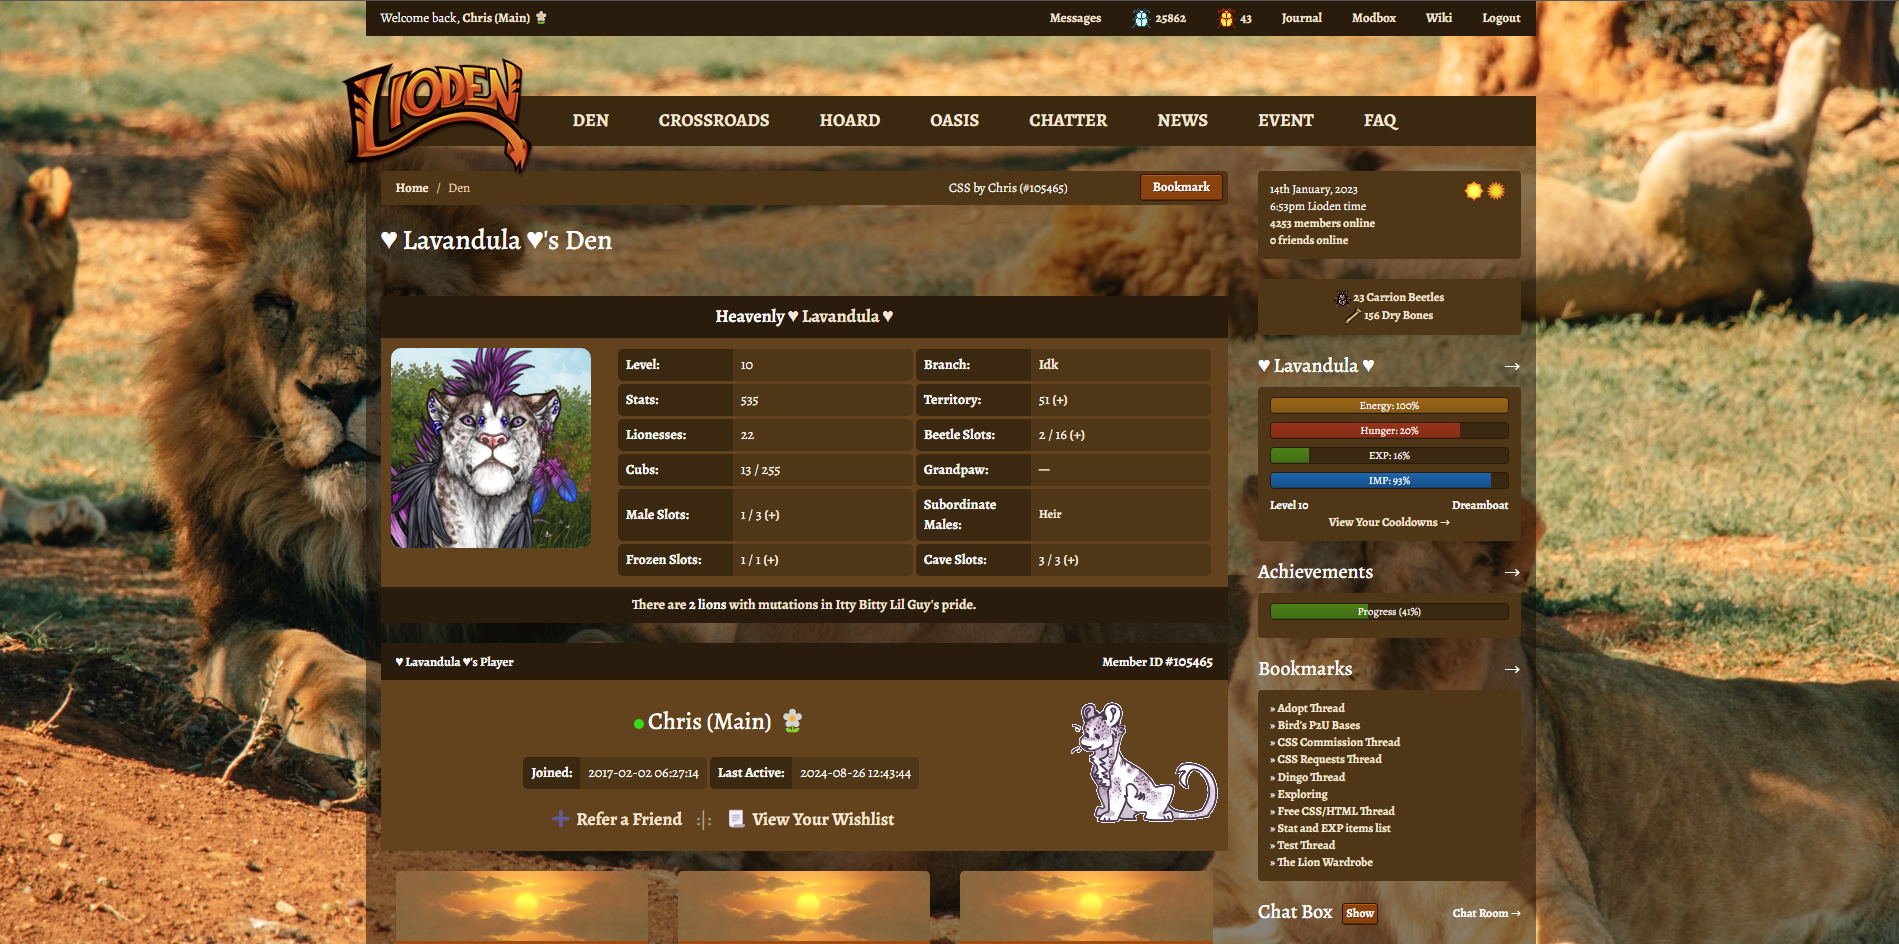 Welcome back, Chris (Main)
Messages 25862 43 Journal Modbox Wiki Logout
LIODEN
DEN CROSSROADS HOARD OASIS CHATTER NEWS EVENT FAQ
Home / Den CSS by Chris (#105465) Bookmark
♥ Lavandula ♥'s Den
Heavenly ♥ Lavandula ♥
Level: 10 Branch: Idk
Stats: 535 Territory: 51 (+)
Lionesses: 22 Beetle Slots: 2 / 16 (+)
Cubs: 13 / 255 Grandpaw: —
Male Slots: 1 / 3 (+) Subordinate Males: Heir
Frozen Slots: 1 / 1 (+) Cave Slots: 3 / 3 (+)
There are 2 lions with mutations in Itty Bitty Lil Guy's pride.
♥ Lavandula ♥'s Player Member ID #105465
Chris (Main)
Joined: 2017-02-02 06:27:14 Last Active: 2024-08-26 12:43:44
Refer a Friend :|: View Your Wishlist
14th January, 2023
6:53pm Lioden time
4253 members online
0 friends online
23 Carrion Beetles
156 Dry Bones
♥ Lavandula ♥ →
Energy: 100%
Hunger: 20%
EXP: 16%
IMP: 93%
Level 10 Dreamboat
View Your Cooldowns →
Achievements →
Progress (41%)
Bookmarks →
» Adopt Thread
» Bird's P2U Bases
» CSS Commission Thread
» CSS Requests Thread
» Dingo Thread
» Exploring
» Free CSS/HTML Thread
» Stat and EXP items list
» Test Thread
» The Lion Wardrobe
Chat Box Show Chat Room →